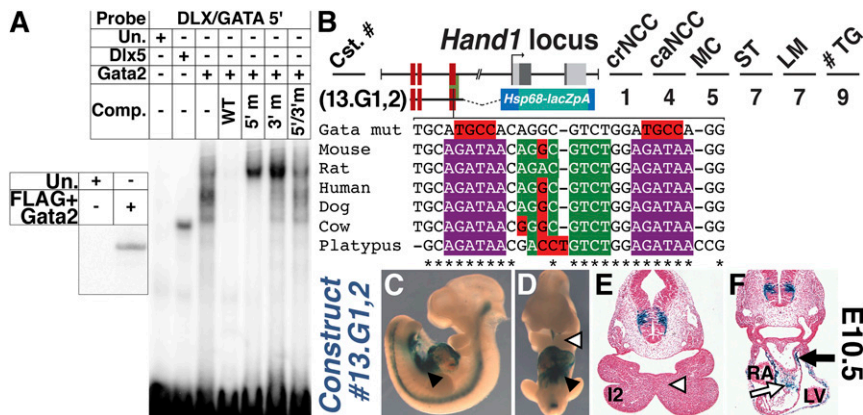 A
Probe DLX/GATA 5'
Un. + - - - - - -
Dlx5 - + - - - - -
Gata2 - - + + + + +
Comp. - - - WT 5' m 3' m 5'/3'm
Un. + -
FLAG+ Gata2 - +
B
Cst. # Hand1 locus crNCC caNCC MC ST LM # TG
(13.G1,2) Hsp68-lacZpA 1 4 5 7 7 9
Gata mut TGCATGCCACAGGC-GTCTGGATGCCA-GG
Mouse TGCAGATAACAGGC-GTCTGGAGATAA-GG
Rat TGCAGATAACAGAC-GTCTGGAGATAA-GG
Human TGCAGATAACAGGC-GTCTGGAGATAA-GG
Dog TGCAGATAACAGGC-GTCTGGAGATAA-GG
Cow TGCAGATAACGGGC-GTCTGGAGATAA-GG
Platypus -GCAGATAACGACCTGTCTGGAGATAACCG
Construct #13.G1,2
C
D
E
I2
F
RA
LV
E10.5